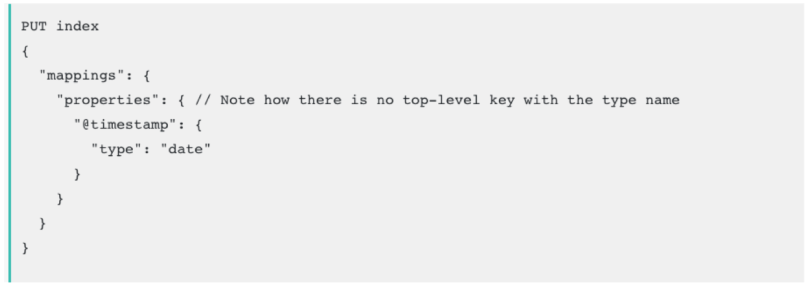 PUT index
{
  "mappings": {
    "properties": { // Note how there is no top-level key with the type name
      "@timestamp": {
        "type": "date"
      }
    }
  }
}